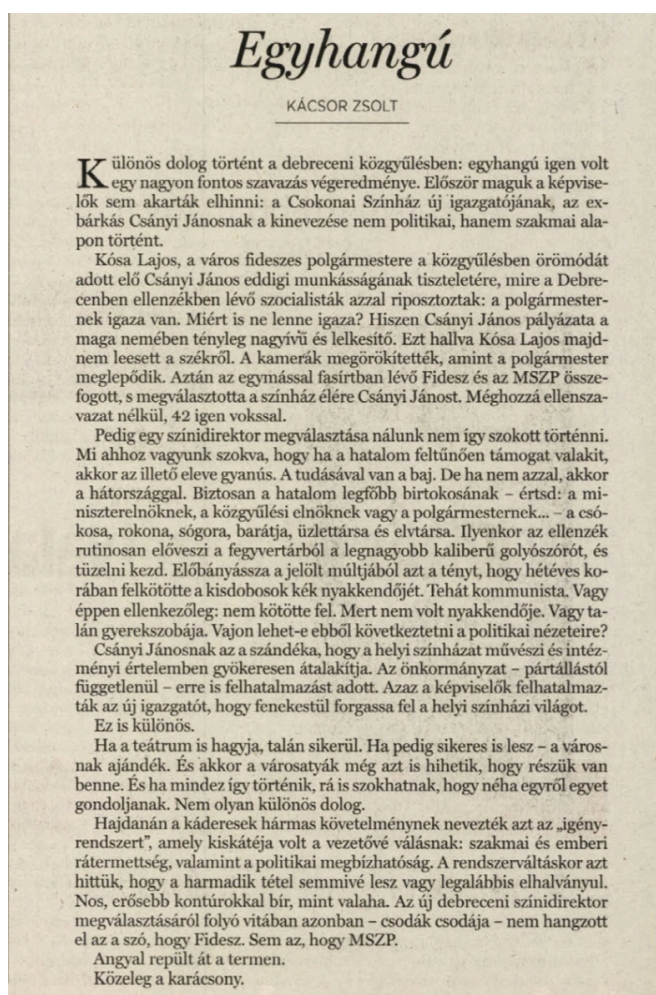 Egyhangú
KÁCSOR ZSOLT
Különös dolog történt a debreceni közgyűlésben: egyhangú igen volt
egy nagyon fontos szavazás végeredménye. Először maguk a képvise-
lők sem akarták elhinni: a Csokonai Színház új igazgatójának, az ex-
bárkás Csányi Jánosnak a kinevezése nem politikai, hanem szakmai ala-
pon történt.
Kósa Lajos, a város fideszes polgármestere a közgyűlésben örömódát
adott elő Csányi János eddigi munkásságának tiszteletére, mire a Debre-
cenben ellenzékben lévő szocialisták azzal riposztoztak: a polgármester-
nek igaza van. Miért is ne lenne igaza? Hiszen Csányi János pályázata a
maga nemében tényleg nagyívű és lelkesítő. Ezt hallva Kósa Lajos majd-
nem leesett a székről. A kamerák megörökítették, amint a polgármester
meglepődik. Aztán az egymással fasírtban lévő Fidesz és az MSZP össze-
fogott, s megválasztotta a színház élére Csányi Jánost. Méghozzá ellensza-
vazat nélkül, 42 igen vokssal.
Pedig egy színidirektor megválasztása nálunk nem így szokott történni.
Mi ahhoz vagyunk szokva, hogy ha a hatalom feltűnően támogat valakit,
akkor az illető eleve gyanús. A tudásával van a baj. De ha nem azzal, akkor
a hátországgal. Biztosan a hatalom legfőbb birtokosának – értsd: a mi-
niszterelnöknek, a közgyűlési elnöknek vagy a polgármesternek... – a csó-
kosa, rokona, sógora, barátja, üzlettársa és elvtársa. Ilyenkor az ellenzék
rutinosan előveszi a fegyvertárból a legnagyobb kaliberű golyószórót, és
tüzelni kezd. Előbányássza a jelölt múltjából azt a tényt, hogy hétéves ko-
rában felkötötte a kisdobosok kék nyakkendőjét. Tehát kommunista. Vagy
éppen ellenkezőleg: nem kötötte fel. Mert nem volt nyakkendője. Vagy ta-
lán gyerekszobája. Vajon lehet-e ebből következtetni a politikai nézeteire?
Csányi Jánosnak az a szándéka, hogy a helyi színházat művészi és intéz-
ményi értelemben gyökeresen átalakítja. Az önkormányzat – pártállástól
függetlenül – erre is felhatalmazást adott. Azaz a képviselők felhatalmaz-
ták az új igazgatót, hogy fenekestül forgassa fel a helyi színházi világot.
Ez is különös.
Ha a teátrum is hagyja, talán sikerül. Ha pedig sikeres is lesz – a város-
nak ajándék. És akkor a városatyák még azt is hihetik, hogy részük van
benne. És ha mindez így történik, rá is szokhatnak, hogy néha egyről egyet
gondoljanak. Nem olyan különös dolog.
Hajdanán a káderesek hármas követelménynek nevezték azt az „igény-
rendszert”, amely kiskátéja volt a vezetővé válásnak: szakmai és emberi
rátermettség, valamint a politikai megbízhatóság. A rendszerváltáskor azt
hittük, hogy a harmadik tétel semmivé lesz vagy legalábbis elhalványul.
Nos, erősebb kontúrokkal bír, mint valaha. Az új debreceni színidirektor
megválasztásáról folyó vitában azonban – csodák csodája – nem hangzott
el az a szó, hogy Fidesz. Sem az, hogy MSZP.
Angyal repült át a termen.
Közeleg a karácsony.